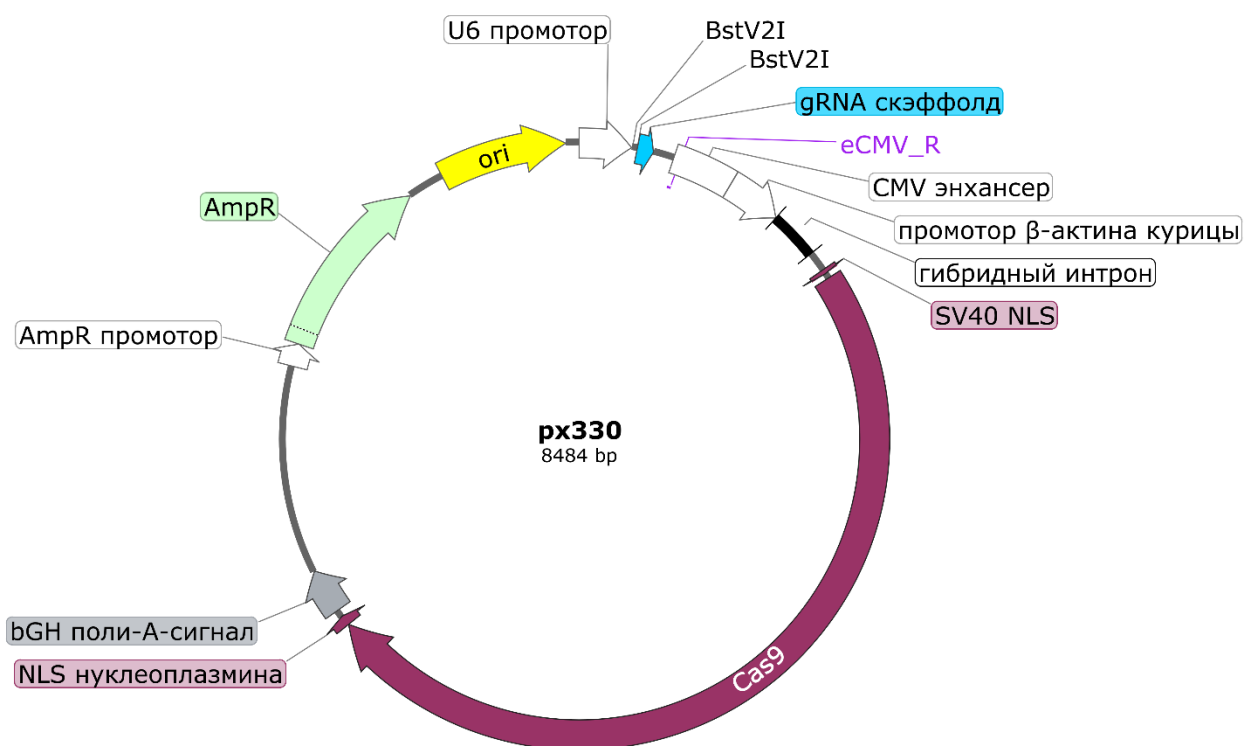 U6 промотор
BstV2I
BstV2I
gRNA скэффолд
eCMV_R
CMV энхансер
промотор β-актина курицы
гибридный интрон
SV40 NLS
ori
AmpR
AmpR промотор
px330
8484 bp
bGH поли-А-сигнал
NLS нуклеоплазмина
Cas9